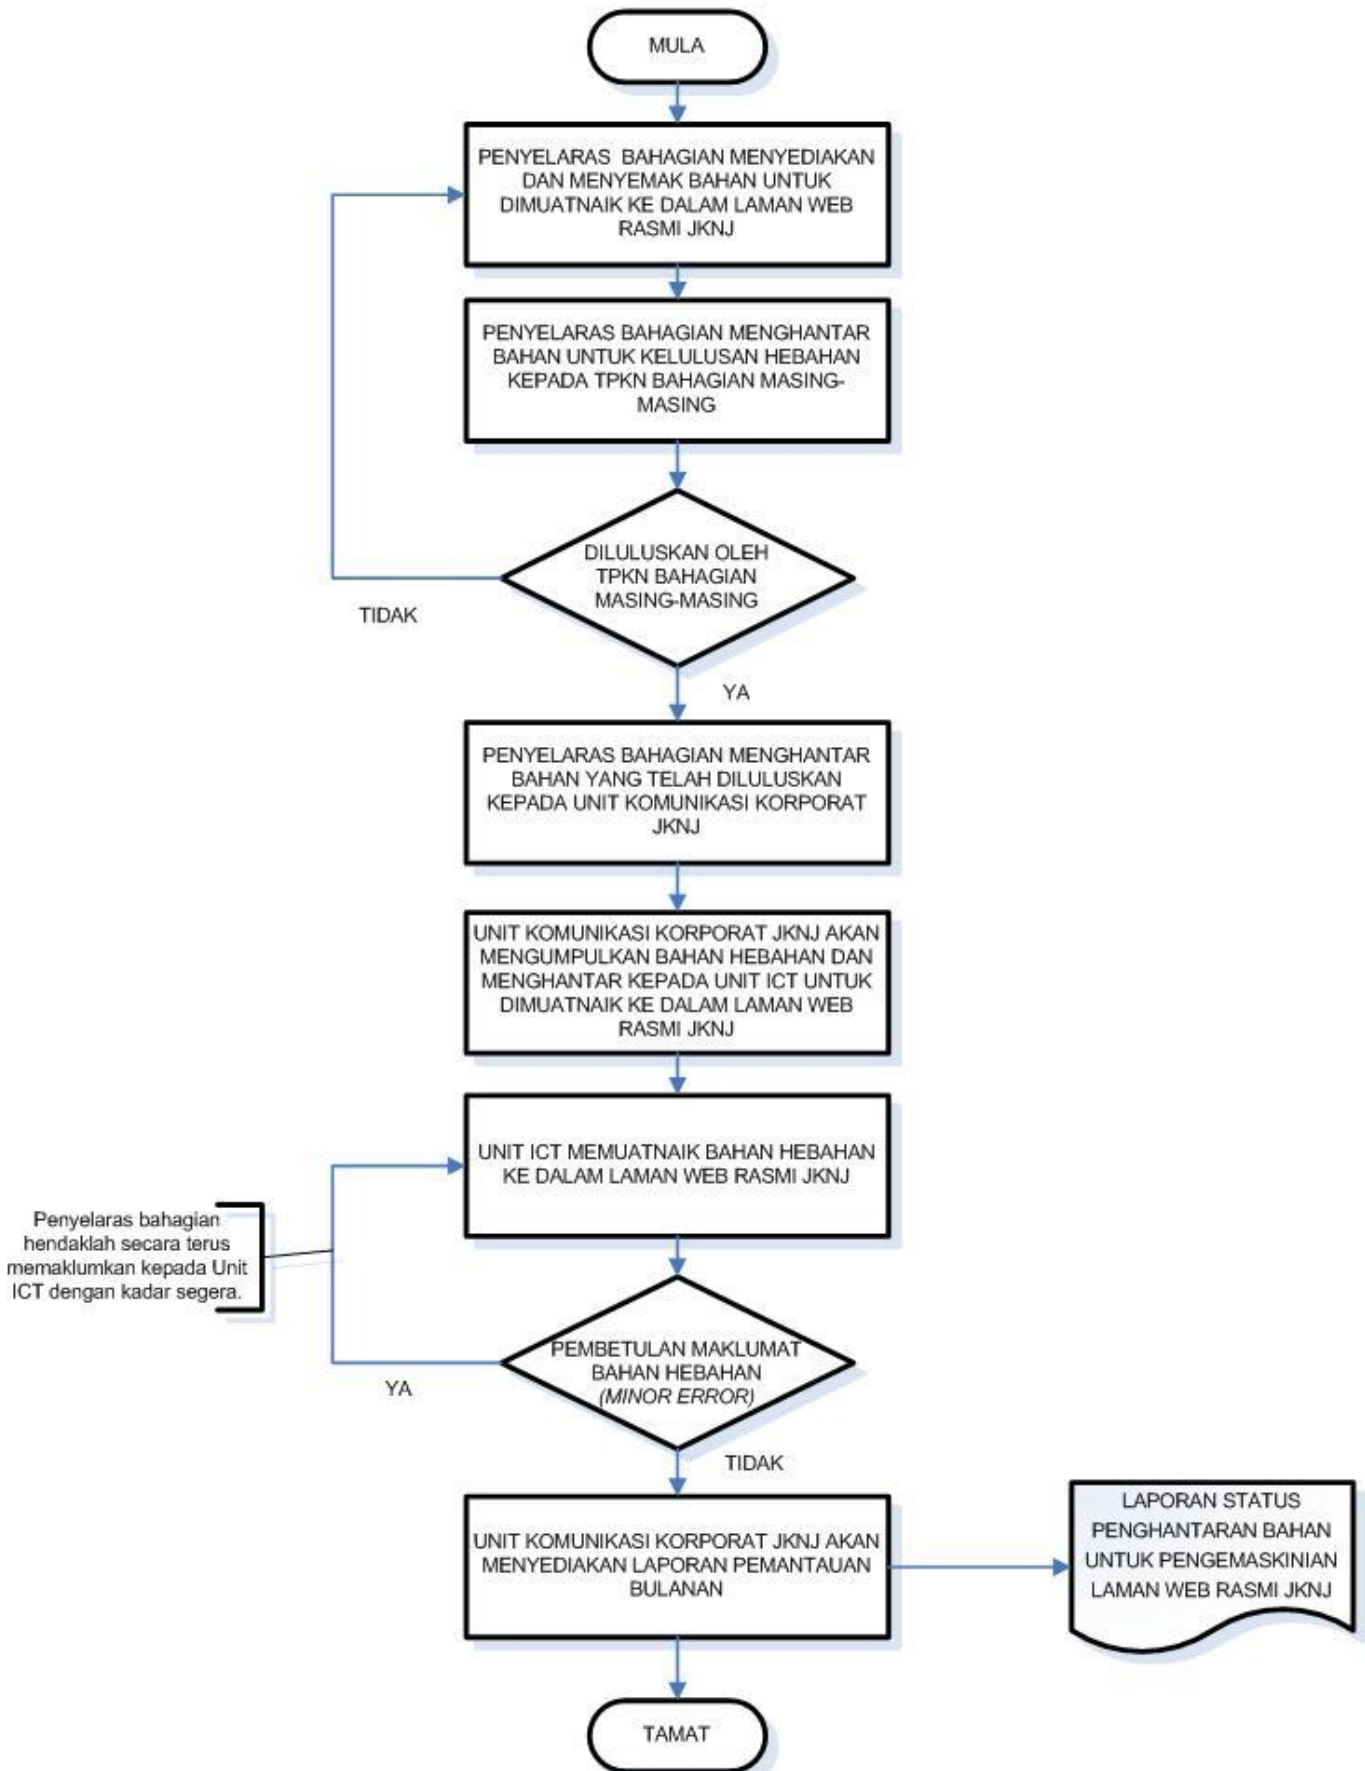 MULA
PENYELARAS BAHAGIAN MENYEDIAKAN
DAN MENYEMAK BAHAN UNTUK
DIMUATNAIK KE DALAM LAMAN WEB
RASMI JKNJ
PENYELARAS BAHAGIAN MENGHANTAR
BAHAN UNTUK KELULUSAN HEBAHAN
KEPADA TPKN BAHAGIAN MASING-
MASING
DILULUSKAN OLEH
TPKN BAHAGIAN
MASING-MASING
TIDAK
YA
PENYELARAS BAHAGIAN MENGHANTAR
BAHAN YANG TELAH DILULUSKAN
KEPADA UNIT KOMUNIKASI KORPORAT
JKNJ
UNIT KOMUNIKASI KORPORAT JKNJ AKAN
MENGUMPULKAN BAHAN HEBAHAN DAN
MENGHANTAR KEPADA UNIT ICT UNTUK
DIMUATNAIK KE DALAM LAMAN WEB
RASMI JKNJ
UNIT ICT MEMUATNAIK BAHAN HEBAHAN
KE DALAM LAMAN WEB RASMI JKNJ
Penyelaras bahagian
hendaklah secara terus
memaklumkan kepada Unit
ICT dengan kadar segera.
PEMBETULAN MAKLUMAT
BAHAN HEBAHAN
(MINOR ERROR)
YA
TIDAK
UNIT KOMUNIKASI KORPORAT JKNJ AKAN
MENYEDIAKAN LAPORAN PEMANTAUAN
BULANAN
LAPORAN STATUS
PENGHANTARAN BAHAN
UNTUK PENGEMASKINIAN
LAMAN WEB RASMI JKNJ
TAMAT